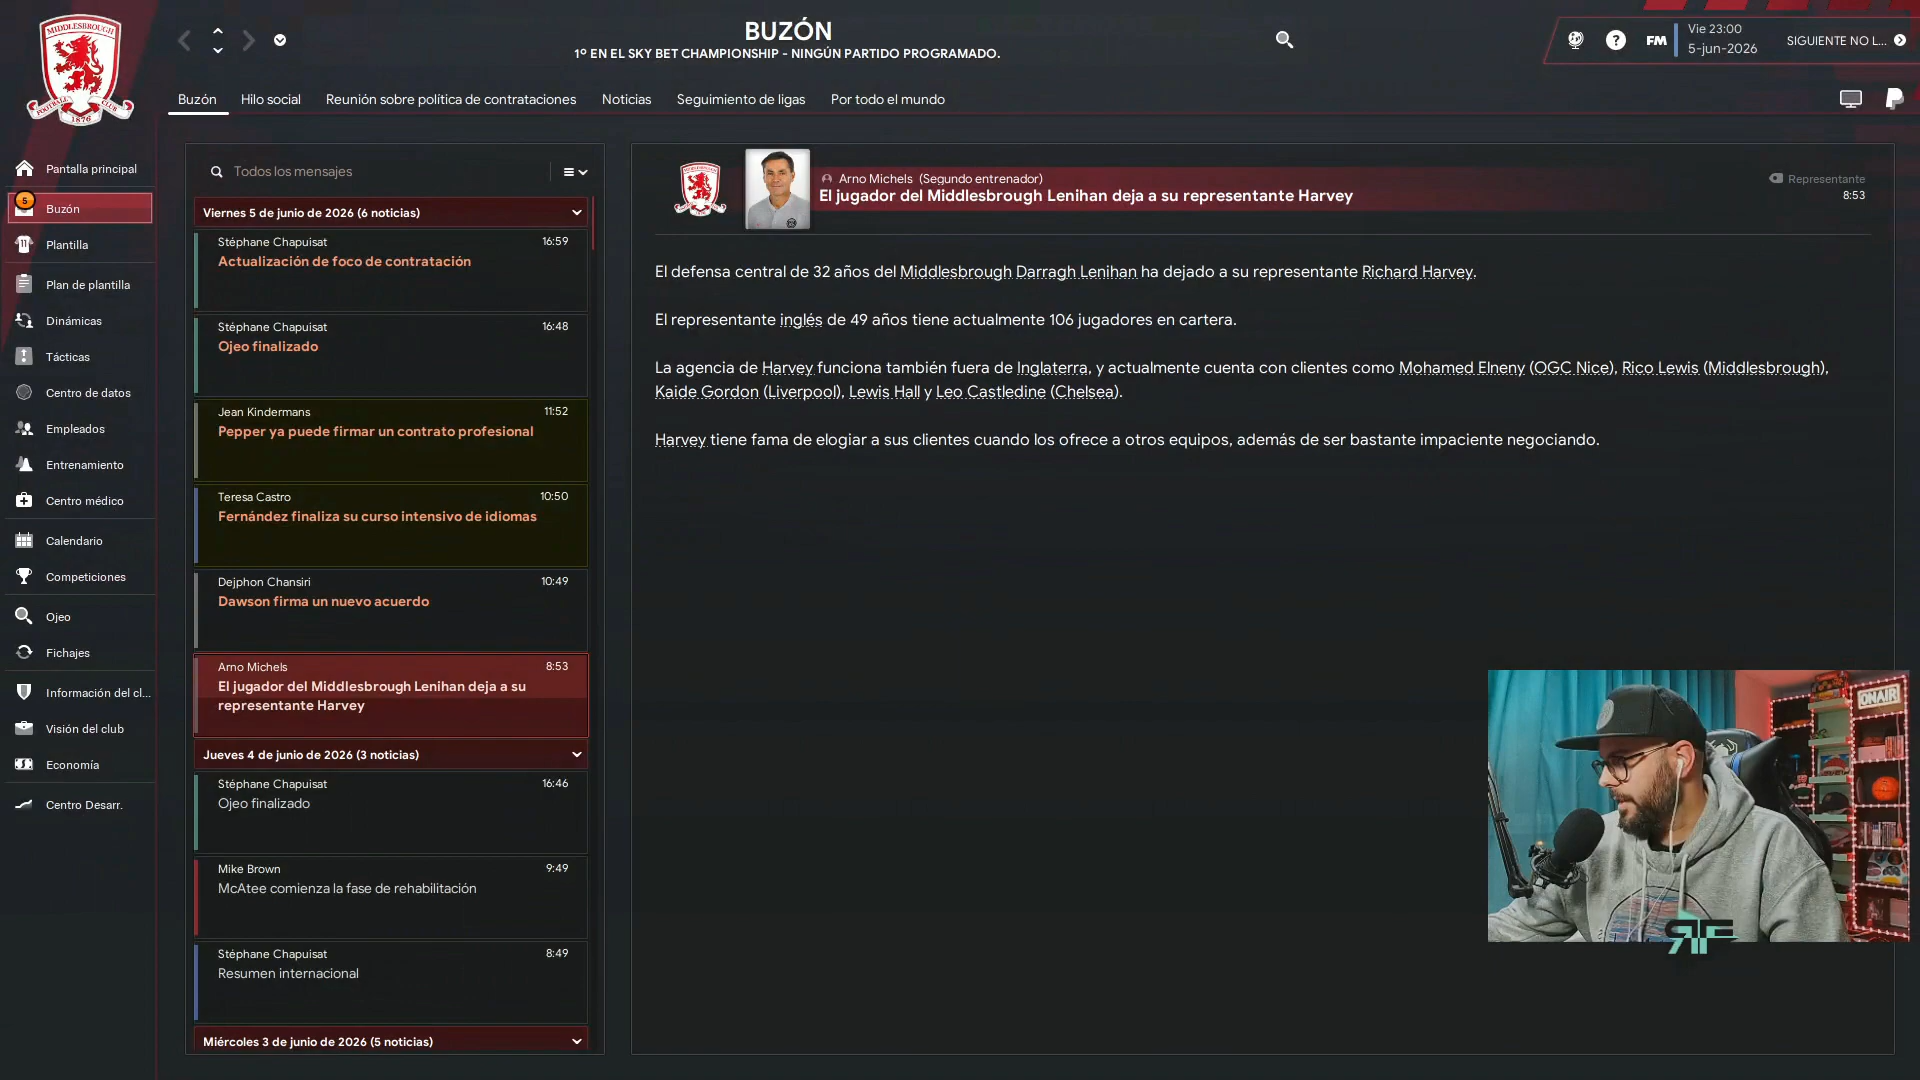 MIDDLESBROUGH
FOOTBALL CLUB
1876
BUZÓN
1º EN EL SKY BET CHAMPIONSHIP - NINGÚN PARTIDO PROGRAMADO.
FM
Vie 23:00
5-jun-2026
SIGUIENTE NO L...
Buzón
Hilo social
Reunión sobre política de contrataciones
Noticias
Seguimiento de ligas
Por todo el mundo
Pantalla principal
5
Buzón
11
Plantilla
Plan de plantilla
Dinámicas
Tácticas
Centro de datos
Empleados
Entrenamiento
Centro médico
Calendario
Competiciones
Ojeo
Fichajes
Información del cl...
Visión del club
Economía
Centro Desarr.
Todos los mensajes
Viernes 5 de junio de 2026 (6 noticias)
Stéphane Chapuisat 16:59
Actualización de foco de contratación
Stéphane Chapuisat 16:48
Ojeo finalizado
Jean Kindermans 11:52
Pepper ya puede firmar un contrato profesional
Teresa Castro 10:50
Fernández finaliza su curso intensivo de idiomas
Dejphon Chansiri 10:49
Dawson firma un nuevo acuerdo
Arno Michels 8:53
El jugador del Middlesbrough Lenihan deja a su
representante Harvey
Jueves 4 de junio de 2026 (3 noticias)
Stéphane Chapuisat 16:46
Ojeo finalizado
Mike Brown 9:49
McAtee comienza la fase de rehabilitación
Stéphane Chapuisat 8:49
Resumen internacional
Miércoles 3 de junio de 2026 (5 noticias)
Arno Michels (Segundo entrenador)
El jugador del Middlesbrough Lenihan deja a su representante Harvey
Representante
8:53
El defensa central de 32 años del Middlesbrough Darragh Lenihan ha dejado a su representante Richard Harvey.
El representante inglés de 49 años tiene actualmente 106 jugadores en cartera.
La agencia de Harvey funciona también fuera de Inglaterra, y actualmente cuenta con clientes como Mohamed Elneny (OGC Nice), Rico Lewis (Middlesbrough),
Kaide Gordon (Liverpool), Lewis Hall y Leo Castledine (Chelsea).
Harvey tiene fama de elogiar a sus clientes cuando los ofrece a otros equipos, además de ser bastante impaciente negociando.
ON AIR